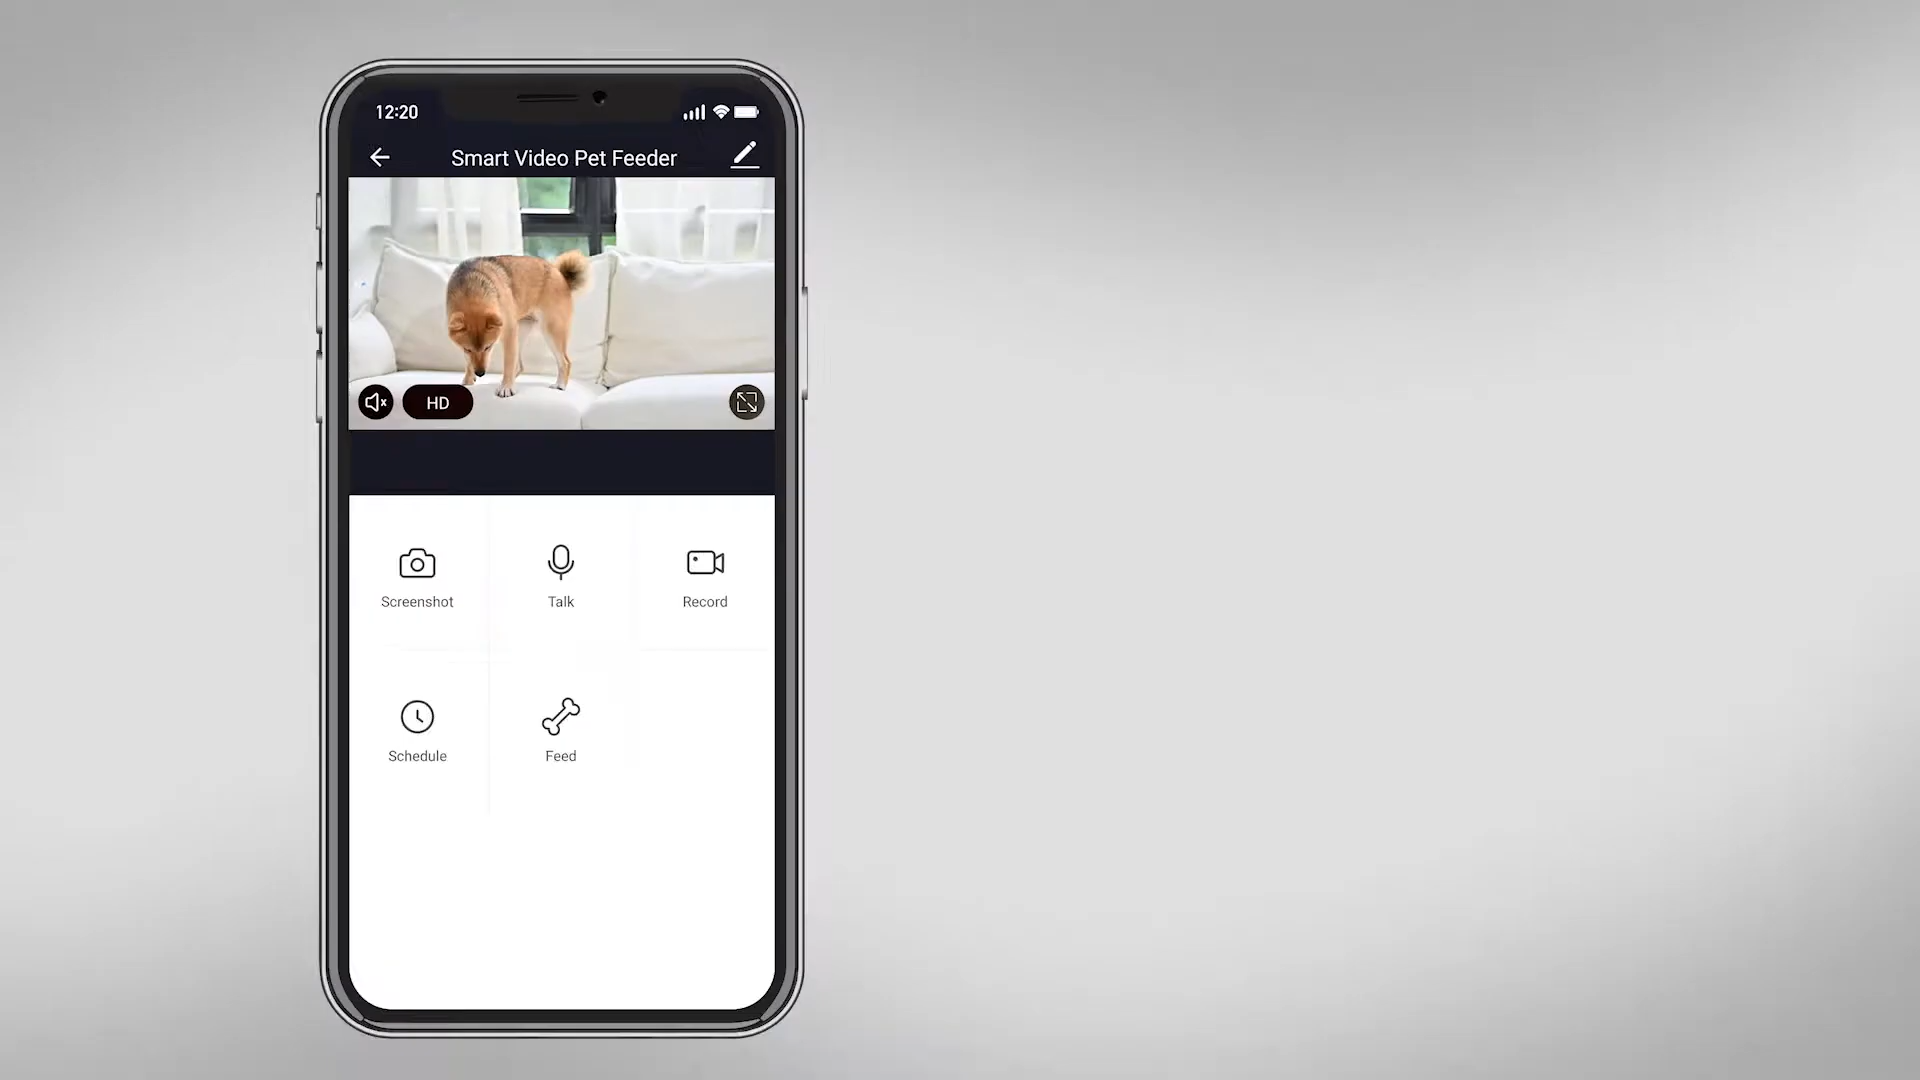 12:20
Smart Video Pet Feeder
HD
Screenshot
Talk
Record
Schedule
Feed